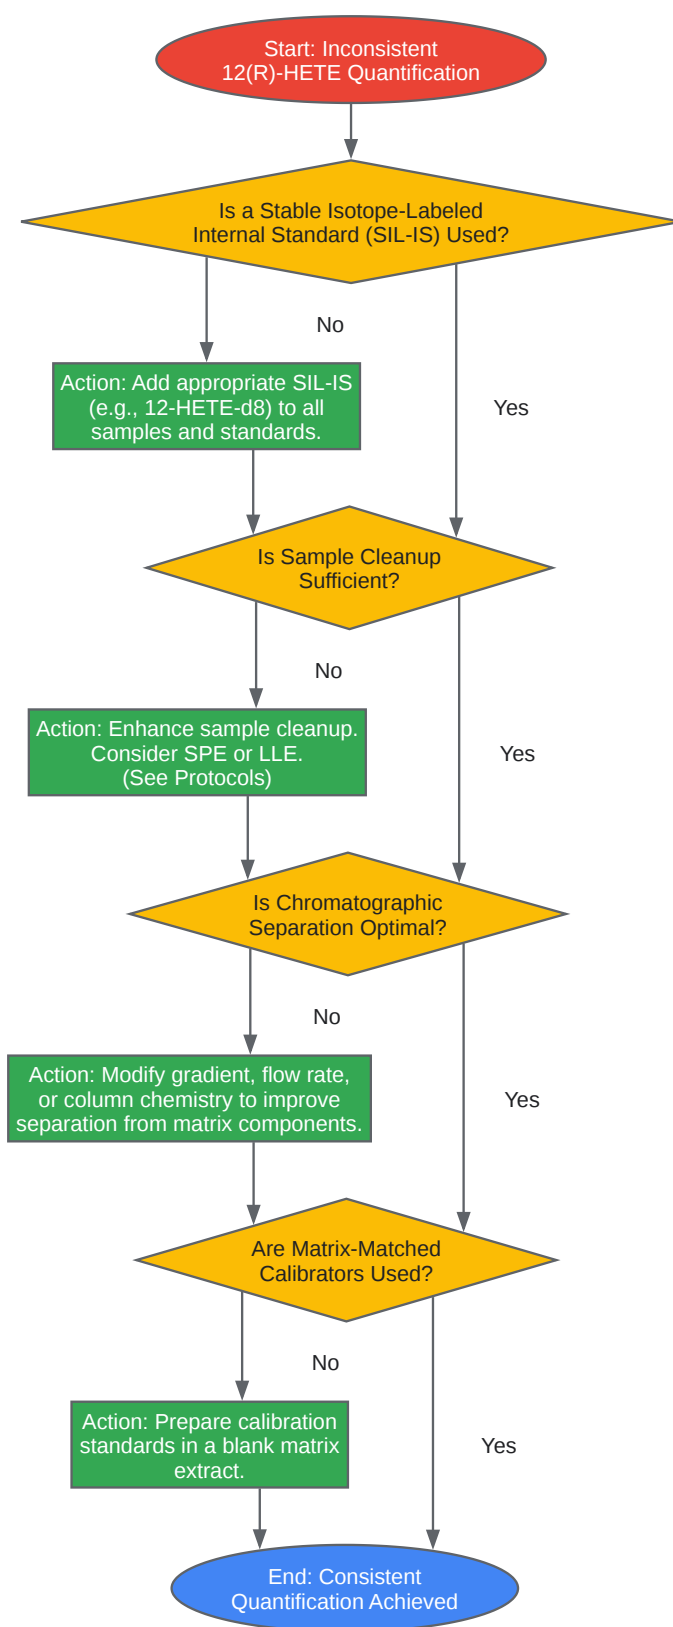 Start: Inconsistent
12(R)-HETE Quantification
Is a Stable Isotope-Labeled
Internal Standard (SIL-IS) Used?
No
Action: Add appropriate SIL-IS
(e.g., 12-HETE-d8) to all
samples and standards.
Yes
Is Sample Cleanup
Sufficient?
No
Action: Enhance sample cleanup.
Consider SPE or LLE.
(See Protocols)
Yes
Is Chromatographic
Separation Optimal?
No
Action: Modify gradient, flow rate,
or column chemistry to improve
separation from matrix components.
Yes
Are Matrix-Matched
Calibrators Used?
No
Action: Prepare calibration
standards in a blank matrix
extract.
Yes
End: Consistent
Quantification Achieved